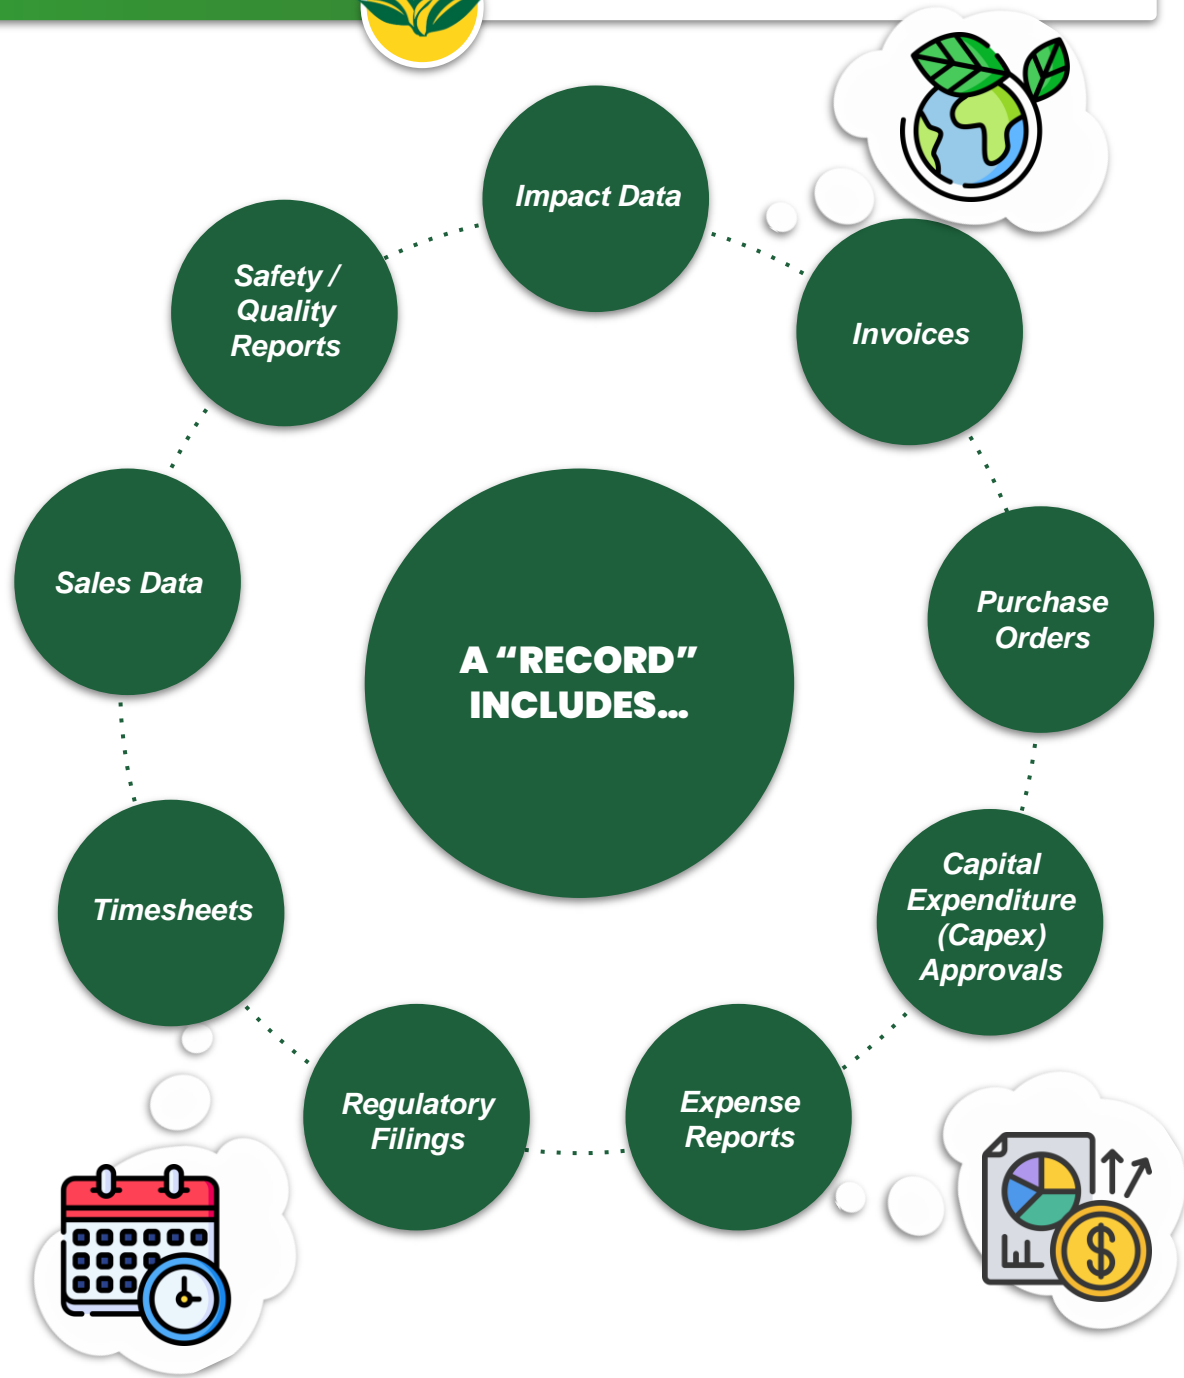 Impact Data
Safety /
Quality
Reports
Invoices
Sales Data
Purchase
Orders
A “RECORD”
INCLUDES...
Capital
Expenditure
(Capex)
Approvals
Timesheets
Regulatory
Filings
Expense
Reports
$